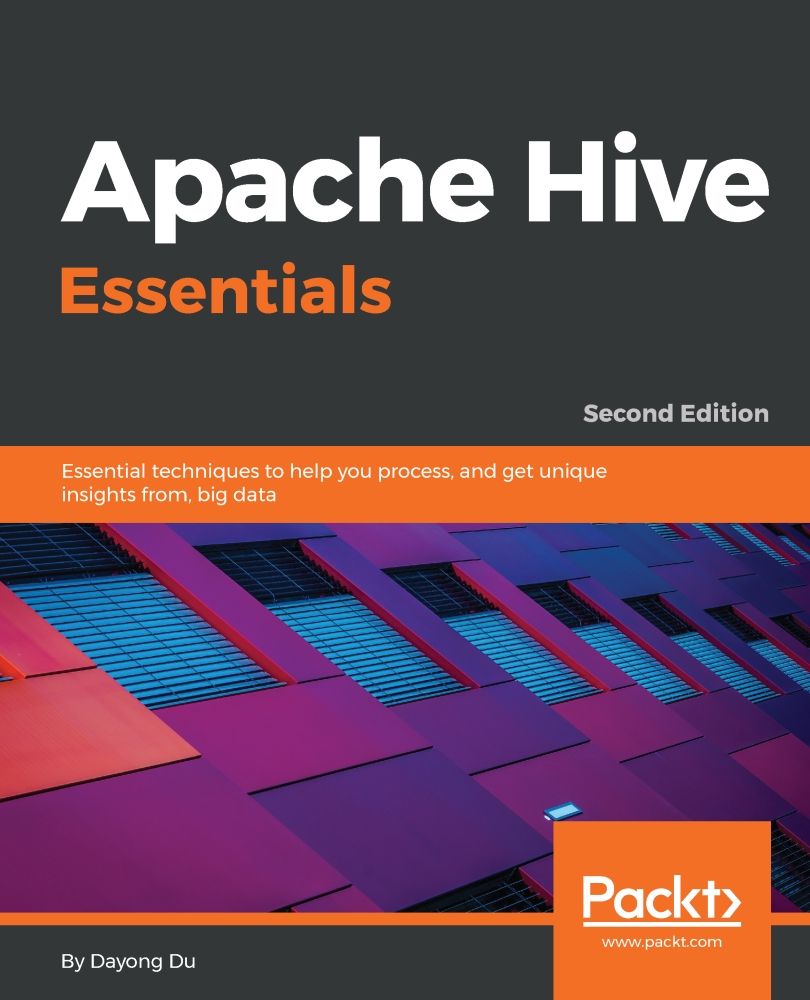 Apache Hive
Essentials
Second Edition
Essential techniques to help you process, and get unique
insights from, big data
Packt>
www.packt.com
By Dayong Du